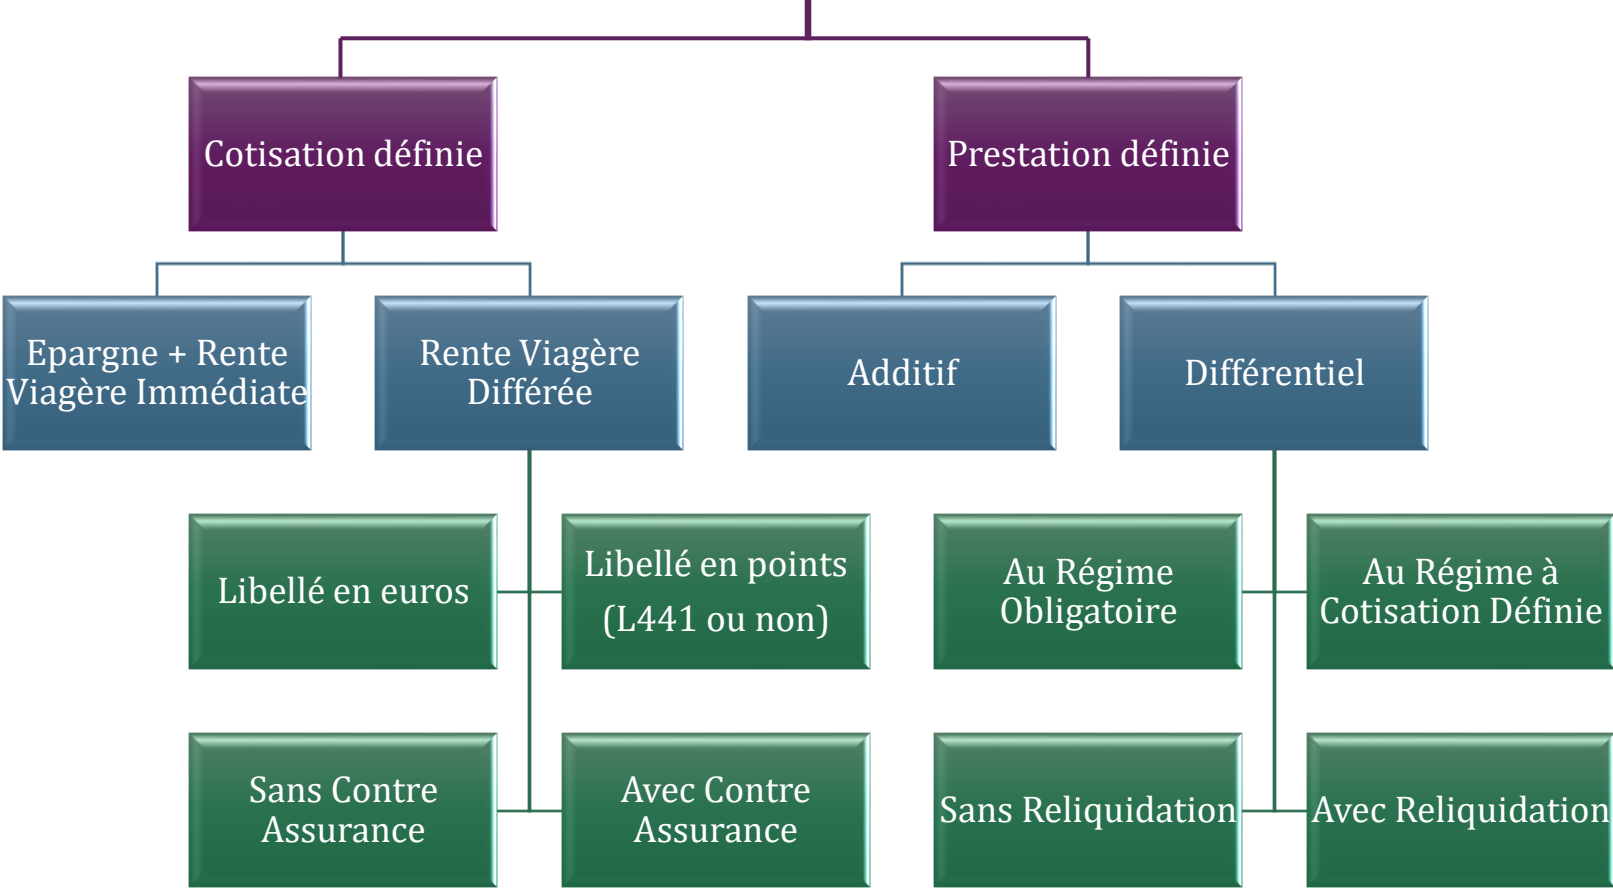 Cotisation définie
Prestation définie
Epargne + Rente
Viagère Immédiate
Rente Viagère
Différée
Additif
Différentiel
Libellé en euros
Libellé en points
(L441 ou non)
Au Régime
Obligatoire
Au Régime à
Cotisation Définie
Sans Contre
Assurance
Avec Contre
Assurance
Sans Reliquidation
Avec Reliquidation